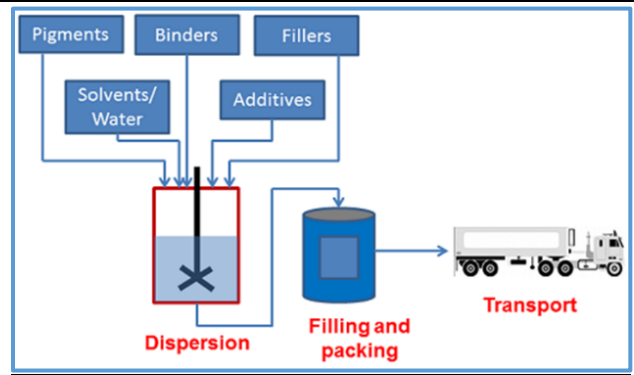 Pigments
Binders
Fillers
Solvents/
Water
Additives
Dispersion
Filling and
packing
Transport